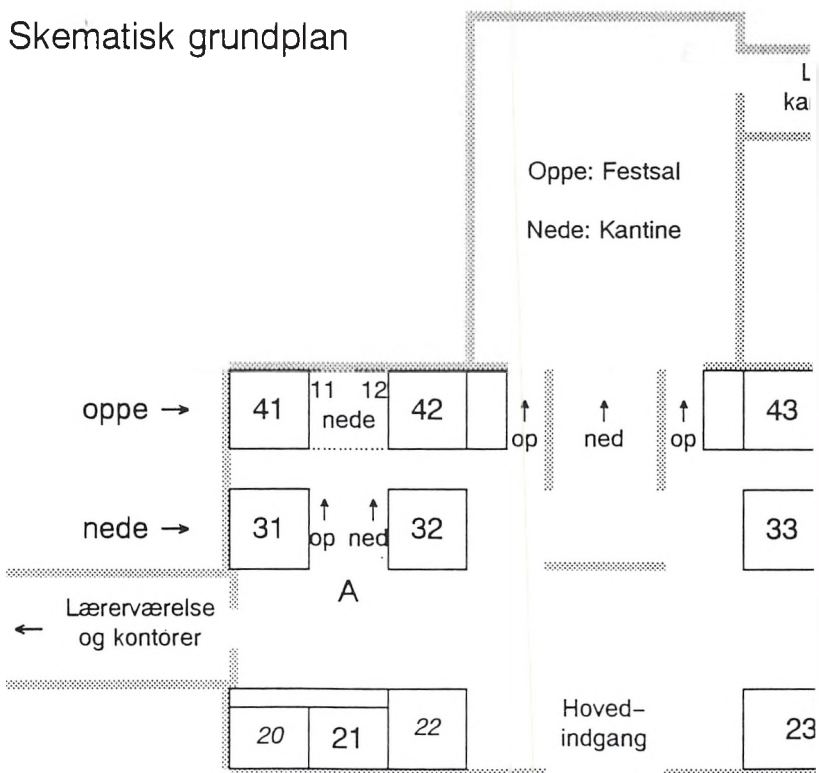 Skematisk grundplan
L
ka
Oppe: Festsal
Nede: Kantine
oppe →
41
11 12
nede
42
↑
op
↑
ned
↑
op
43
nede →
31
↑ ↑
op ned
32
33
A
Lærerværelse
← og kontorer
20
21
22
Hoved-
indgang
23